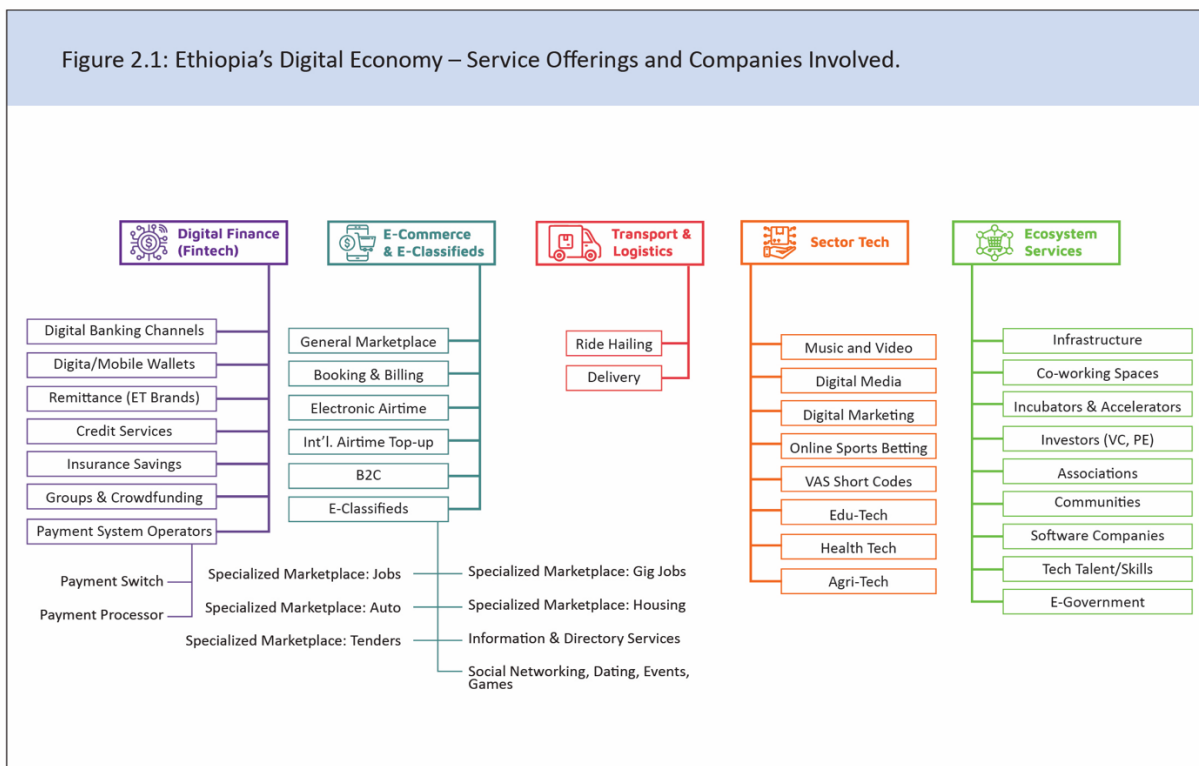 Figure 2.1: Ethiopia’s Digital Economy – Service Offerings and Companies Involved.
Digital Finance
(Fintech)
Digital Banking Channels
Digita/Mobile Wallets
Remittance (ET Brands)
Credit Services
Insurance Savings
Groups & Crowdfunding
Payment System Operators
Payment Switch
Payment Processor
E-Commerce
& E-Classifieds
General Marketplace
Booking & Billing
Electronic Airtime
Int’l. Airtime Top-up
B2C
E-Classifieds
Specialized Marketplace: Jobs
Specialized Marketplace: Auto
Specialized Marketplace: Tenders
Specialized Marketplace: Gig Jobs
Specialized Marketplace: Housing
Information & Directory Services
Social Networking, Dating, Events,
Games
Transport &
Logistics
Ride Hailing
Delivery
Sector Tech
Music and Video
Digital Media
Digital Marketing
Online Sports Betting
VAS Short Codes
Edu-Tech
Health Tech
Agri-Tech
Ecosystem
Services
Infrastructure
Co-working Spaces
Incubators & Accelerators
Investors (VC, PE)
Associations
Communities
Software Companies
Tech Talent/Skills
E-Government